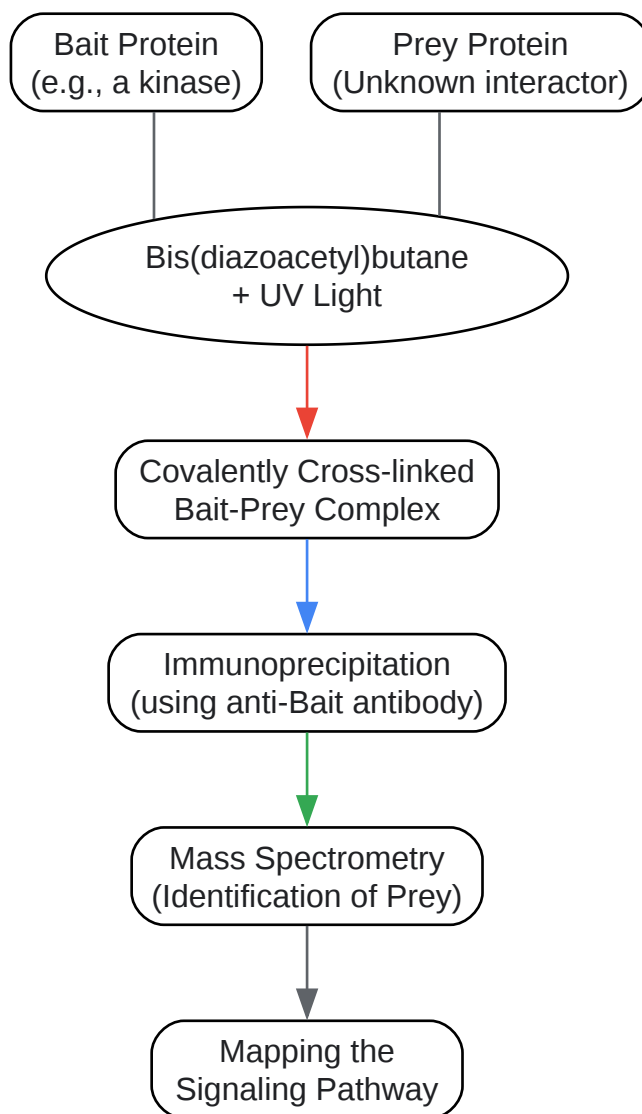 Bait Protein
(e.g., a kinase)
Prey Protein
(Unknown interactor)
Bis(diazoacetyl)butane
+ UV Light
Covalently Cross-linked
Bait-Prey Complex
Immunoprecipitation
(using anti-Bait antibody)
Mass Spectrometry
(Identification of Prey)
Mapping the
Signaling Pathway